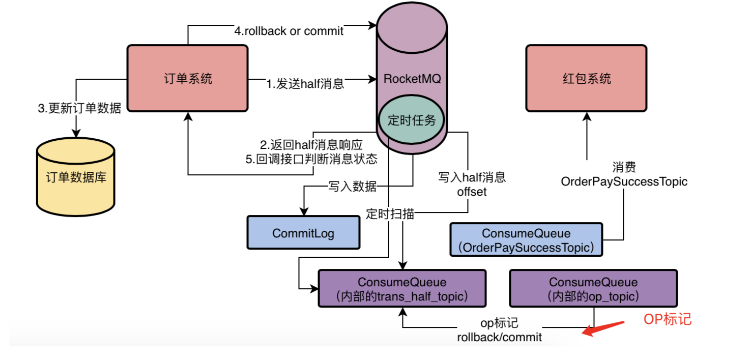 4.rollback or commit
订单系统
1.发送half消息
RocketMQ
红包系统
3.更新订单数据
定时任务
2.返回half消息响应
5.回调接口判断消息状态
订单数据库
写入half消息
offset
消费
OrderPaySuccessTopic
写入数据
定时扫描
CommitLog
ConsumeQueue
（OrderPaySuccessTopic）
ConsumeQueue
（内部的trans_half_topic）
ConsumeQueue
（内部的op_topic）
op标记
rollback/commit
OP标记